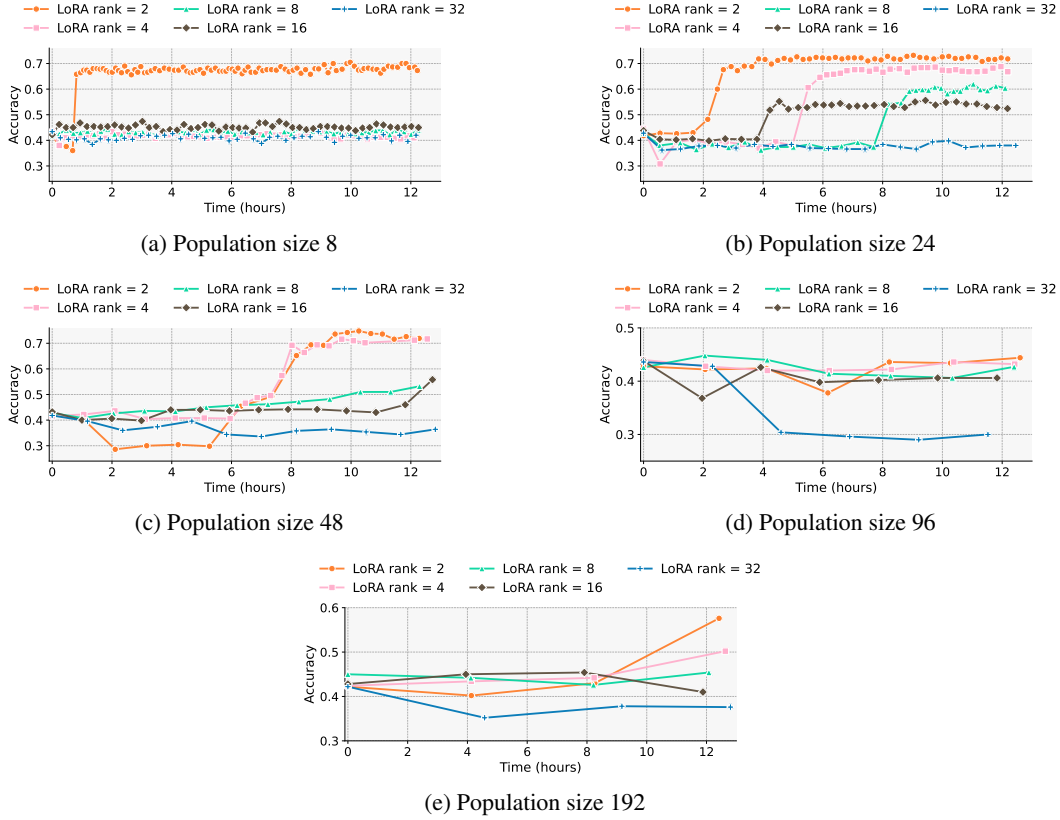 LoRA rank = 2
LoRA rank = 8
LoRA rank = 32
LoRA rank = 4
LoRA rank = 16
0.7
0.6
0.5
0.4
0.3
Accuracy
0 2 4 6 8 10 12
Time (hours)
(a) Population size 8
LoRA rank = 2
LoRA rank = 8
LoRA rank = 32
LoRA rank = 4
LoRA rank = 16
0.7
0.6
0.5
0.4
0.3
Accuracy
0 2 4 6 8 10 12
Time (hours)
(b) Population size 24
LoRA rank = 2
LoRA rank = 8
LoRA rank = 32
LoRA rank = 4
LoRA rank = 16
0.7
0.6
0.5
0.4
0.3
Accuracy
0 2 4 6 8 10 12
Time (hours)
(c) Population size 48
LoRA rank = 2
LoRA rank = 8
LoRA rank = 32
LoRA rank = 4
LoRA rank = 16
0.5
0.4
0.3
Accuracy
0 2 4 6 8 10 12
Time (hours)
(d) Population size 96
LoRA rank = 2
LoRA rank = 8
LoRA rank = 32
LoRA rank = 4
LoRA rank = 16
0.6
0.5
0.4
0.3
Accuracy
0 2 4 6 8 10 12
Time (hours)
(e) Population size 192